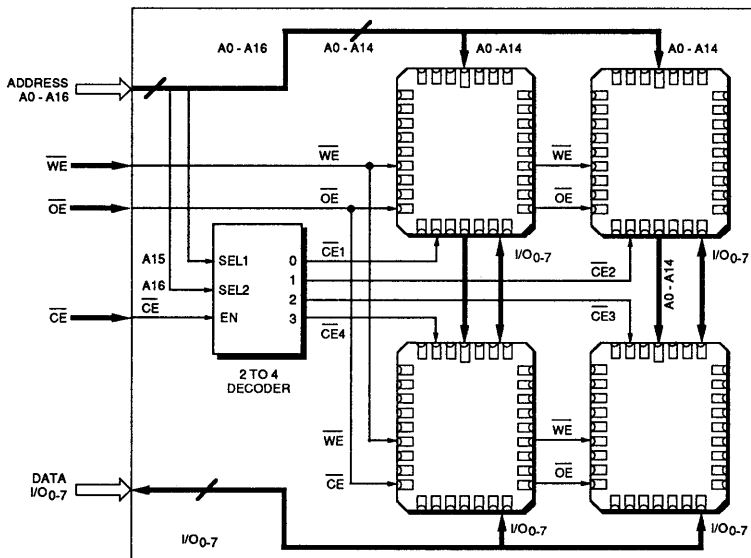 A0 - A16
A0 - A14
A0 -A14
A0 - A14
ADDRESS
A0 - A16
WE
WE
WE
OE
OE
OE
A15
SEL1
0
CE1
I/O0-7
I/O0-7
A16
SEL2
1
CE2
2
CE3
A0 - A14
CE
CE
EN
3
CE4
2 TO 4
DECODER
WE
WE
CE
OE
DATA
I/O0-7
I/O0-7
I/O0-7
I/O0-7